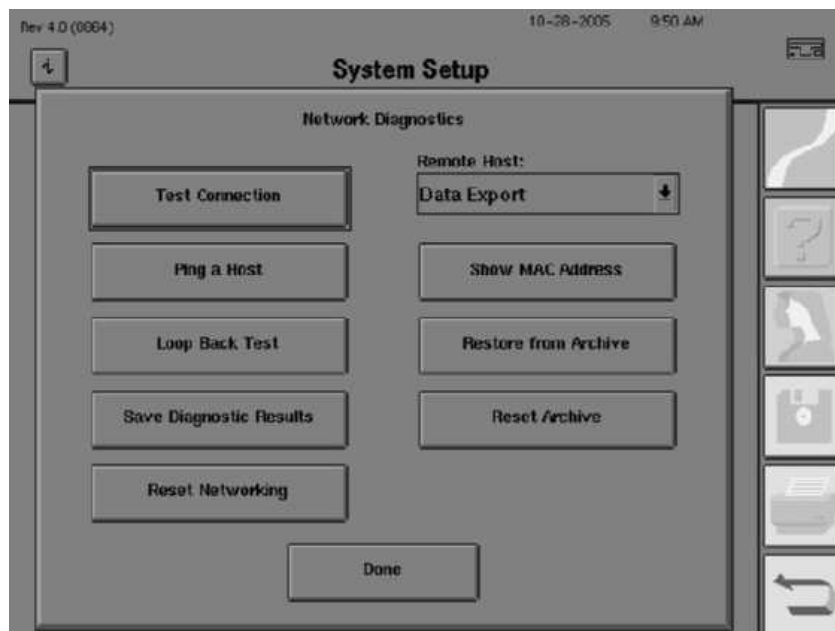 Rev 4.0 (0064)
10-28-2005 9:50 AM
i
System Setup
Network Diagnostics
Remote Host:
Test Connection
Data Export
Ping a Host
Show MAC Address
Loop Back Test
Restore from Archive
Save Diagnostic Results
Reset Archive
Reset Networking
Done
?